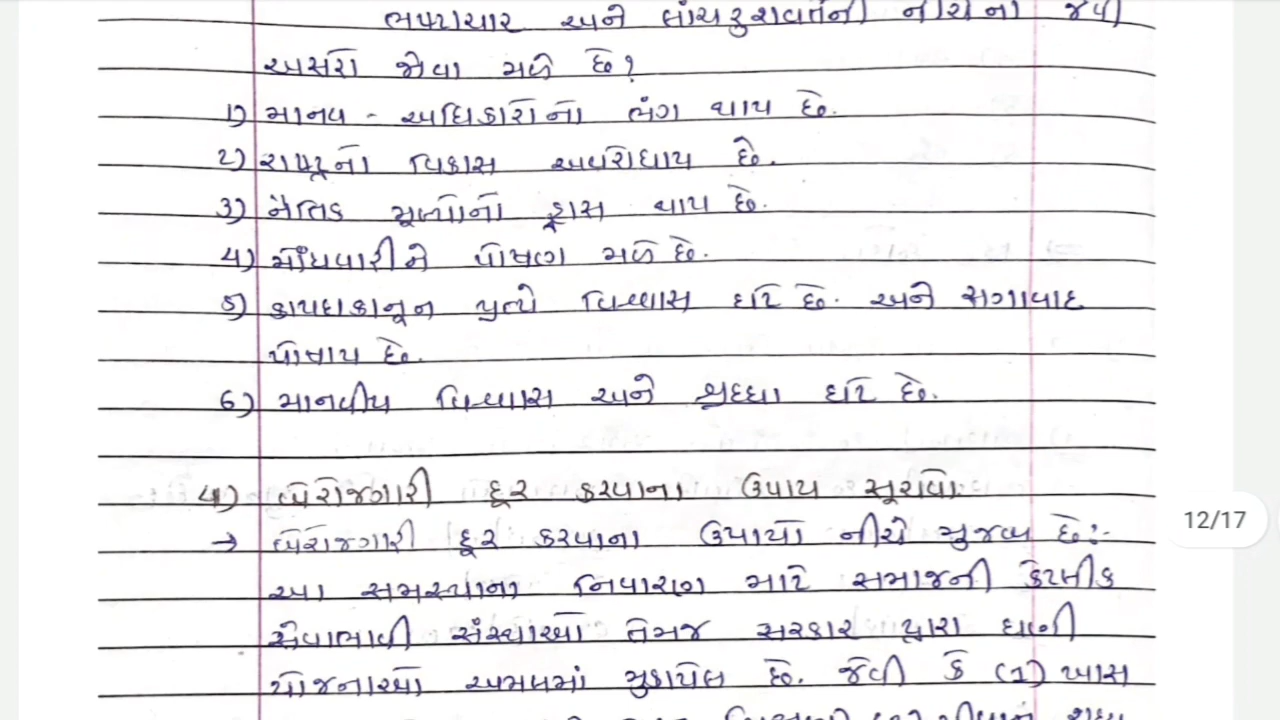 ભ્રષ્ટાચાર અને લાંચરુશવતની નીચેના જેવી
અસરો જોવા મળે છે?
1) માનવ - અધિકારોનો ભંગ થાય છે.
2) રાષ્ટ્રનો વિકાસ અવરોધાય છે.
3) નૈતિક મૂલ્યોનો હ્રાસ થાય છે.
4) મોંઘવારીને પોષણ મળે છે.
5) કાયદાકાનૂન પ્રત્યે વિશ્વાસ ઘટે છે. અને સગાવાદ
પોષાય છે.
6) માનવીય વિશ્વાસ અને શ્રદ્ધા ઘટે છે.
4) બેરોજગારી દૂર કરવાના ઉપાય સૂચવો.
→ બેરોજગારી દૂર કરવાના ઉપાયો નીચે મુજબ છે:-
આ સમસ્યાના નિવારણ માટે સમાજની કેટલીક
સેવાભાવી સંસ્થાઓ તેમજ સરકાર દ્વારા ઘણી
યોજનાઓ અમલમાં મુકાયેલ છે. જેવી કે (1) ખાસ
12/17